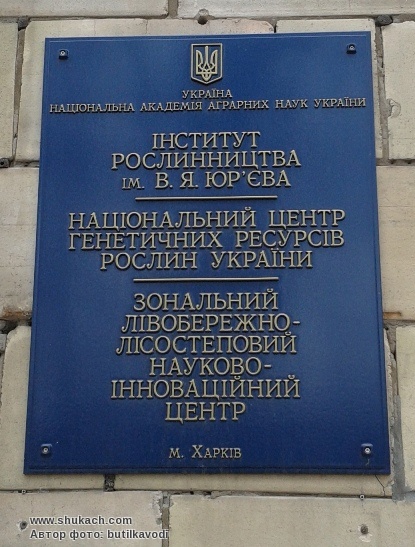 УКРАЇНА
НАЦІОНАЛЬНА АКАДЕМІЯ АГРАРНИХ НАУК УКРАЇНИ
ІНСТИТУТ
РОСЛИННИЦТВА
ІМ. В. Я. ЮР'ЄВА
НАЦІОНАЛЬНИЙ ЦЕНТР
ГЕНЕТИЧНИХ РЕСУРСІВ
РОСЛИН УКРАЇНИ
ЗОНАЛЬНИЙ
ЛІВОБЕРЕЖНО-
ЛІСОСТЕПОВИЙ
НАУКОВО-
ІННОВАЦІЙНИЙ
ЦЕНТР
М. ХАРКІВ
www.shukach.com
Автор фото: butilkavodi